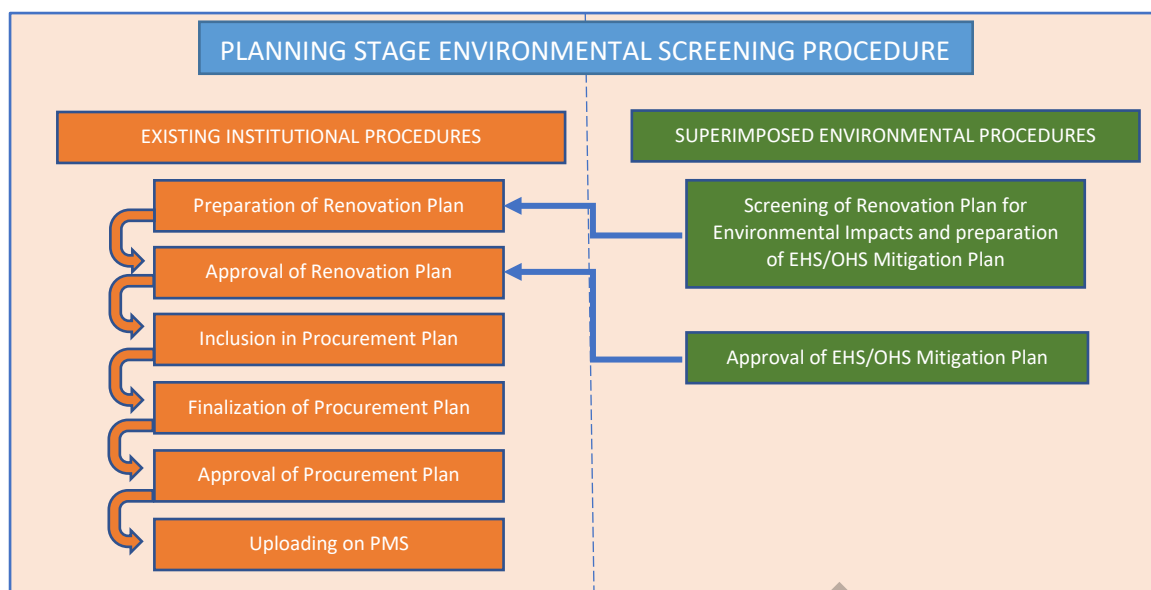 PLANNING STAGE ENVIRONMENTAL SCREENING PROCEDURE
EXISTING INSTITUTIONAL PROCEDURES
Preparation of Renovation Plan
Approval of Renovation Plan
Inclusion in Procurement Plan
Finalization of Procurement Plan
Approval of Procurement Plan
Uploading on PMS
SUPERIMPOSED ENVIRONMENTAL PROCEDURES
Screening of Renovation Plan for
Environmental Impacts and preparation
of EHS/OHS Mitigation Plan
Approval of EHS/OHS Mitigation Plan